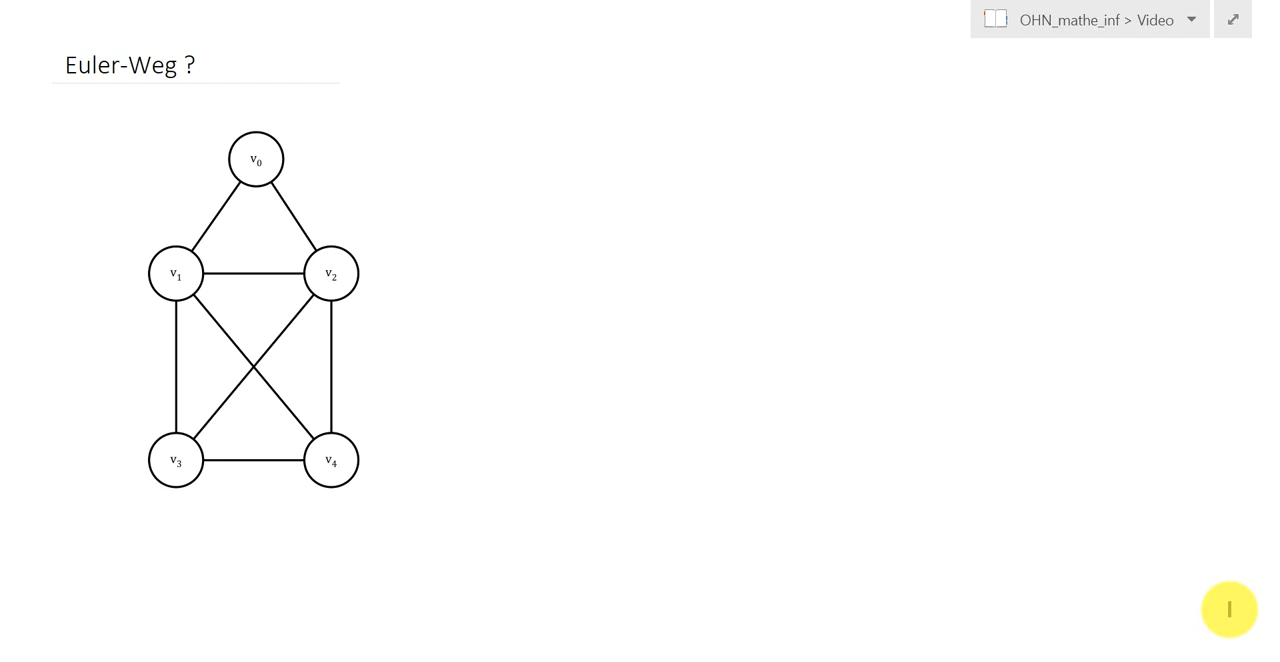 OHN_mathe_inf > Video
Euler-Weg ?
v0
v1
v2
v3
v4